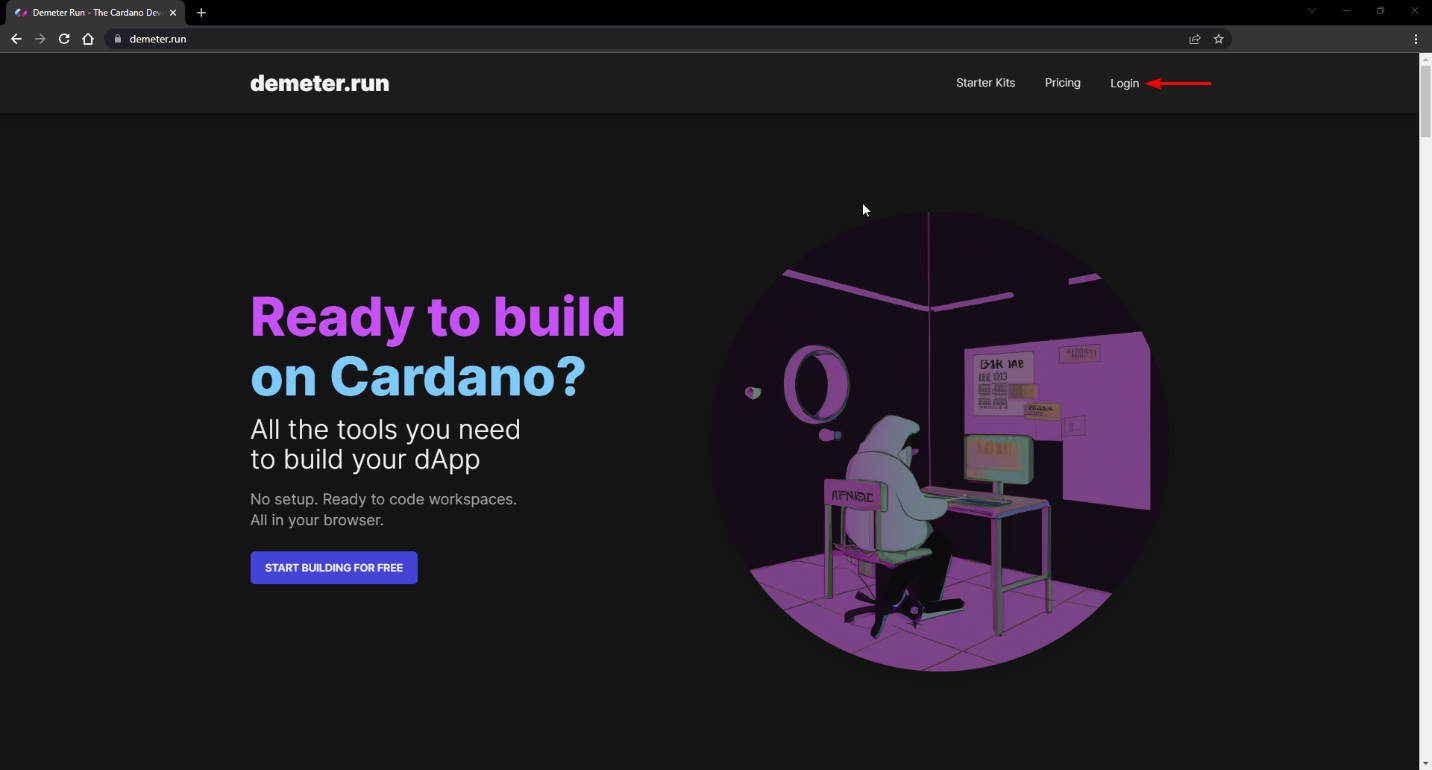 Demeter Run - The Cardano Dev
demeter.run
demeter.run
Starter Kits
Pricing
Login
Ready to build
on Cardano?
All the tools you need
to build your dApp
No setup. Ready to code workspaces.
All in your browser.
START BUILDING FOR FREE